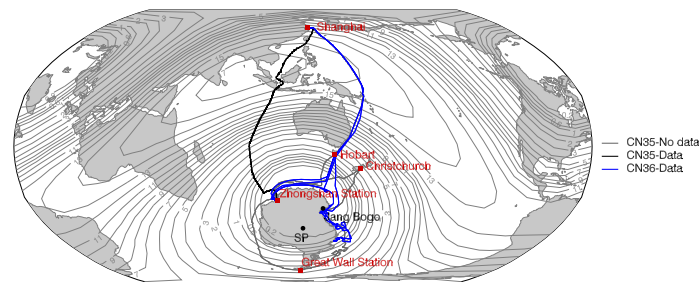 Shanghai
Hobart
Christchurch
Zhongshan Station
Jang Bogo
SP
Great Wall Station
CN35-No data
CN35-Data
CN36-Data